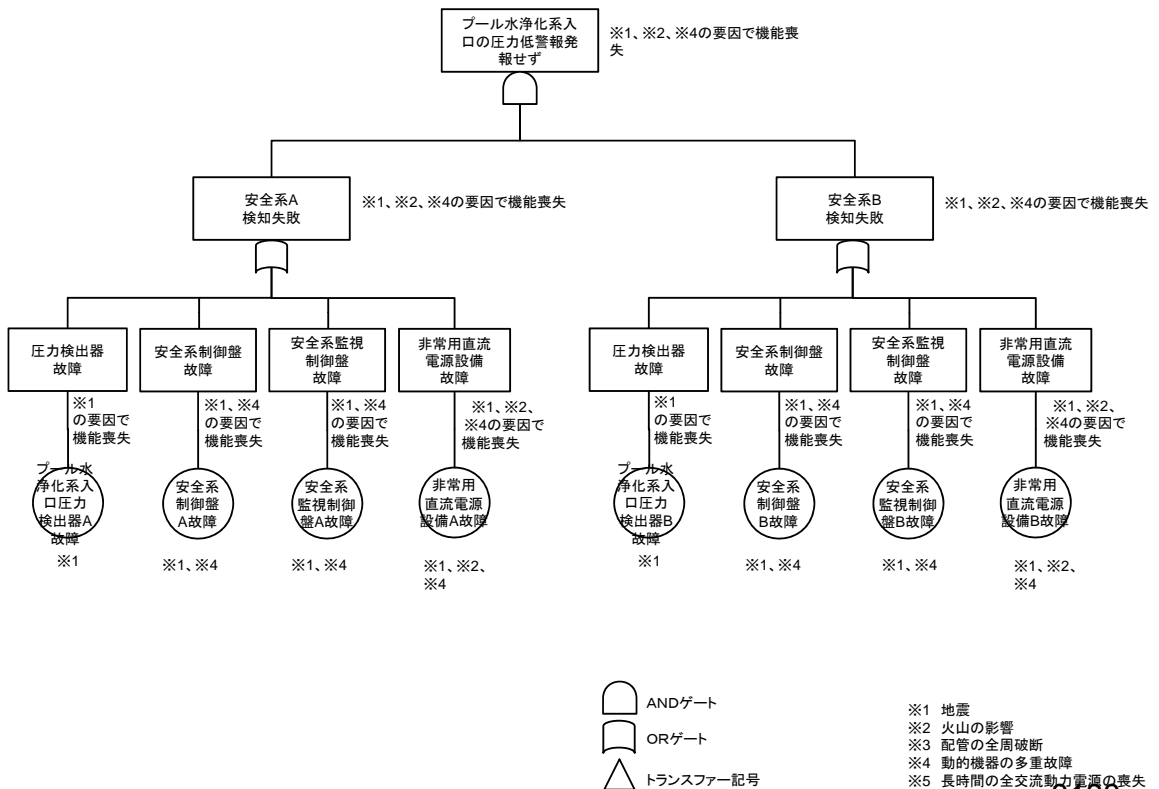 プール水浄化系入
口の圧力低警報発
報せず
※1、※2、※4の要因で機能喪
失
安全系A
検知失敗
※1、※2、※4の要因で機能喪失
安全系B
検知失敗
※1、※2、※4の要因で機能喪失
圧力検出器
故障
安全系制御盤
故障
安全系監視
制御盤
故障
非常用直流
電源設備
故障
圧力検出器
故障
安全系制御盤
故障
安全系監視
制御盤
故障
非常用直流
電源設備
故障
※1
の要因で
機能喪失
※1、※4
の要因で
機能喪失
※1、※4
の要因で
機能喪失
※1、※2、
※4の要因で
機能喪失
※1
の要因で
機能喪失
※1、※4
の要因で
機能喪失
※1、※4
の要因で
機能喪失
※1、※2、
※4の要因で
機能喪失
プール水
浄化系入
口圧力
検出器A
故障
安全系
制御盤
A故障
安全系
監視制御
盤A故障
非常用
直流電源
設備A故障
プール水
浄化系入
口圧力
検出器B
故障
安全系
制御盤
B故障
安全系
監視制御
盤B故障
非常用
直流電源
設備B故障
※1
※1、※4
※1、※4
※1、※2、
※4
※1
※1、※4
※1、※4
※1、※2、
※4
ANDゲート
ORゲート
トランスファー記号
※1 地震
※2 火山の影響
※3 配管の全周破断
※4 動的機器の多重故障
※5 長時間の全交流動力電源の喪失